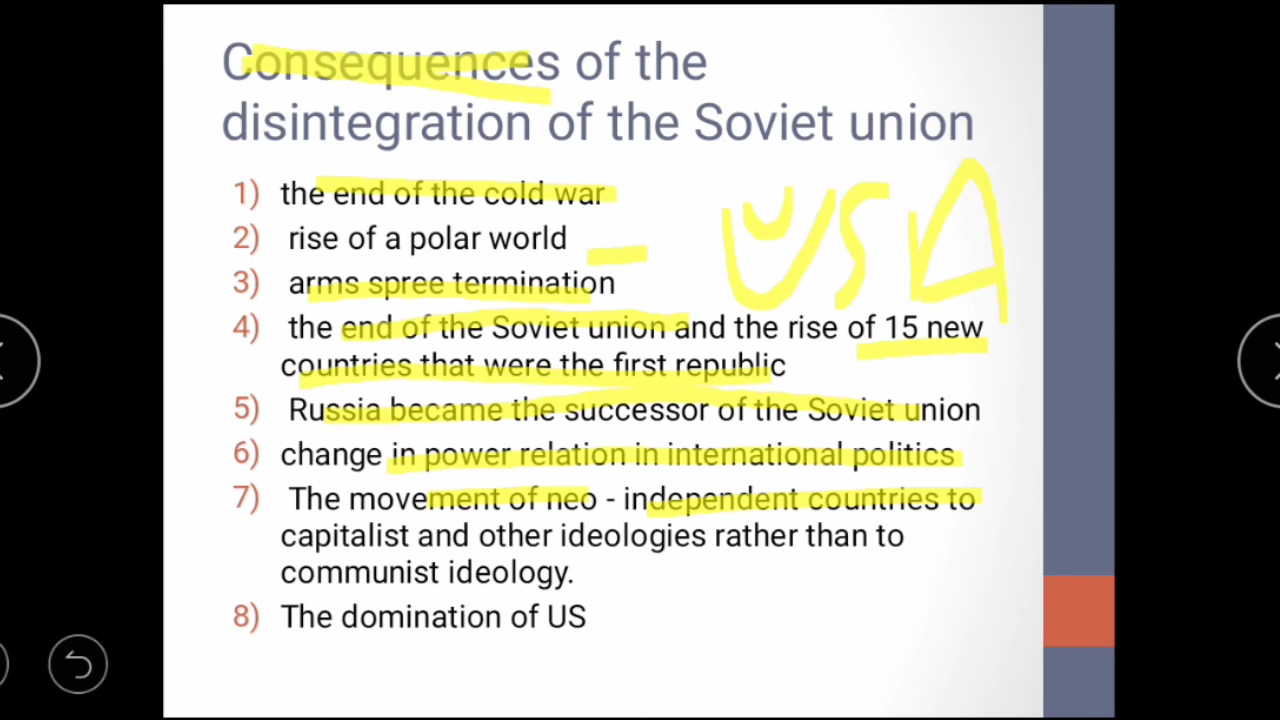 Consequences of the
disintegration of the Soviet union
1) the end of the cold war
2) rise of a polar world
USA
3) arms spree termination
4) the end of the Soviet union and the rise of 15 new
countries that were the first republic
5) Russia became the successor of the Soviet union
6) change in power relation in international politics
7) The movement of neo - independent countries to
capitalist and other ideologies rather than to
communist ideology.
8) The domination of US